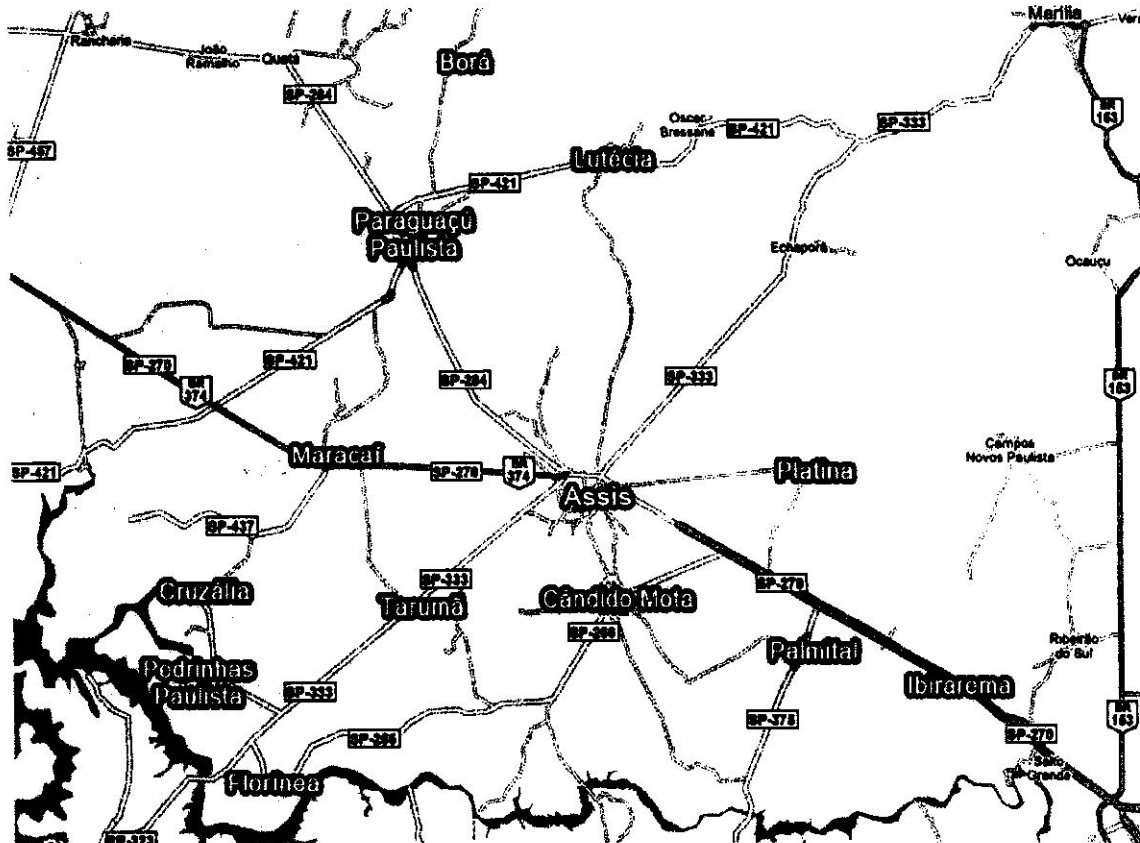 Marília
Rancharia
João
Ramalho
Quatá
Borá
SP-284
Oscar
Bressane
SP-421
SP-333
BR
153
SP-457
Lutécia
SP-421
Paraguaçú
Paulista
Echaporã
Ocauçu
SP-270
SP-421
BR
374
SP-284
SP-333
BR
153
Maracaí
Campos
Novos Paulista
SP-421
SP-270
BR
374
Platina
Assis
SP-437
SP-333
SP-270
Cruzália
Tarumã
Cândido Mota
SP-266
Ribeirão
do Sul
Palmital
Pedrinhas
Paulista
Ibirarema
SP-333
SP-375
BR
153
SP-270
SP-266
Salto
Grande
Florínea
SP-333